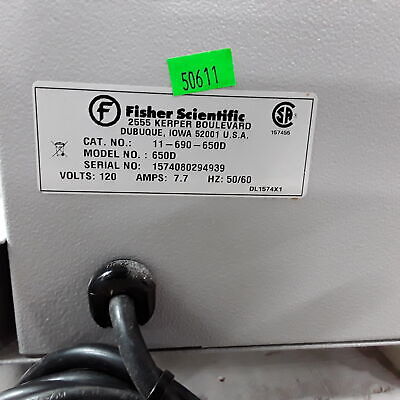 50611
F Fisher Scientific
2555 KERPER BOULEVARD
DUBUQUE, IOWA 52001 U.S.A.
CAT. NO.: 11-690-650D
MODEL NO.: 650D
SERIAL NO: 1574080294939
VOLTS: 120 AMPS: 7.7 HZ: 50/60
SA
157456
DL1574X1